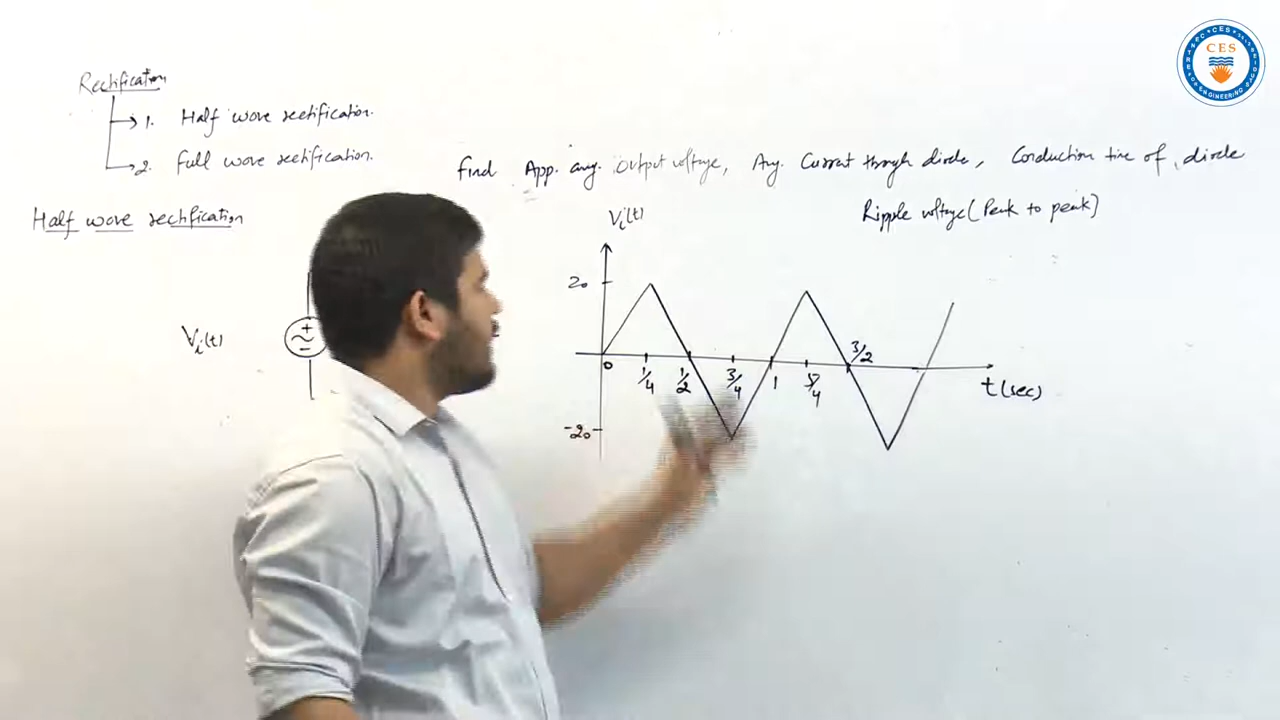 Rectification
1. Half wave rectification.
2. Full wave rectification.
Half wave rectification
Find App. avg. Output voltage, Avg. Current through diode, Conduction time of diode
Ripple voltage (Peak to peak)
Vi(t)
20
-20
0 1/4 1/2 3/4 1 5/4 3/2
t(sec)
Vi(t)
+
~
CES